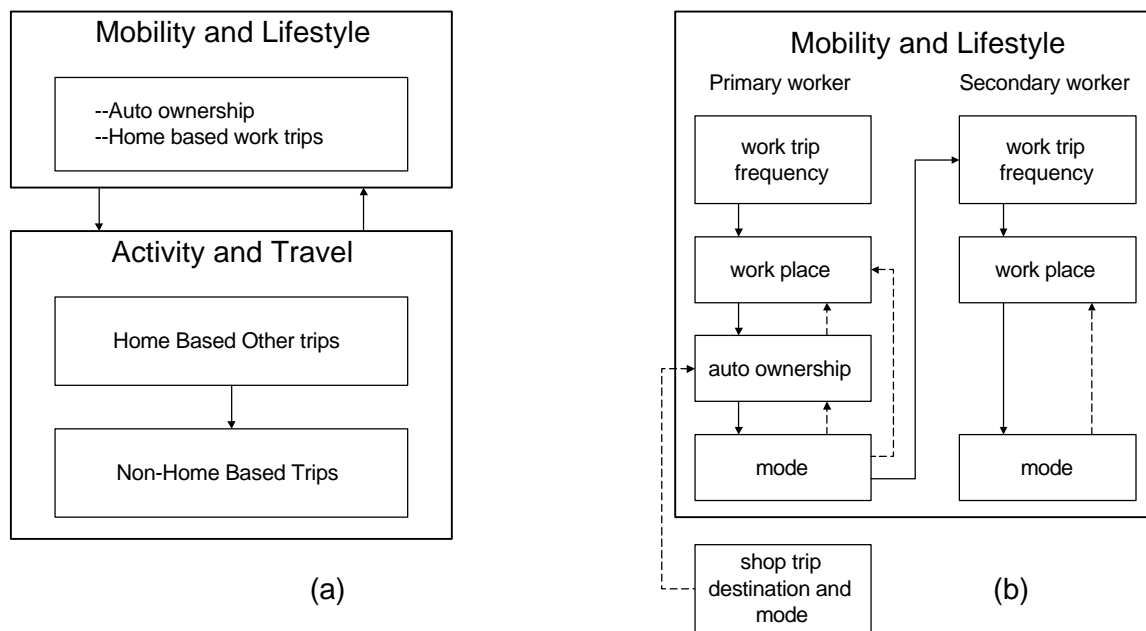 Mobility and Lifestyle
--Auto ownership
--Home based work trips
Activity and Travel
Home Based Other trips
Non-Home Based Trips
(a)
Mobility and Lifestyle
Primary worker
Secondary worker
work trip
frequency
work trip
frequency
work place
work place
auto ownership
mode
mode
shop trip
destination and
mode
(b)